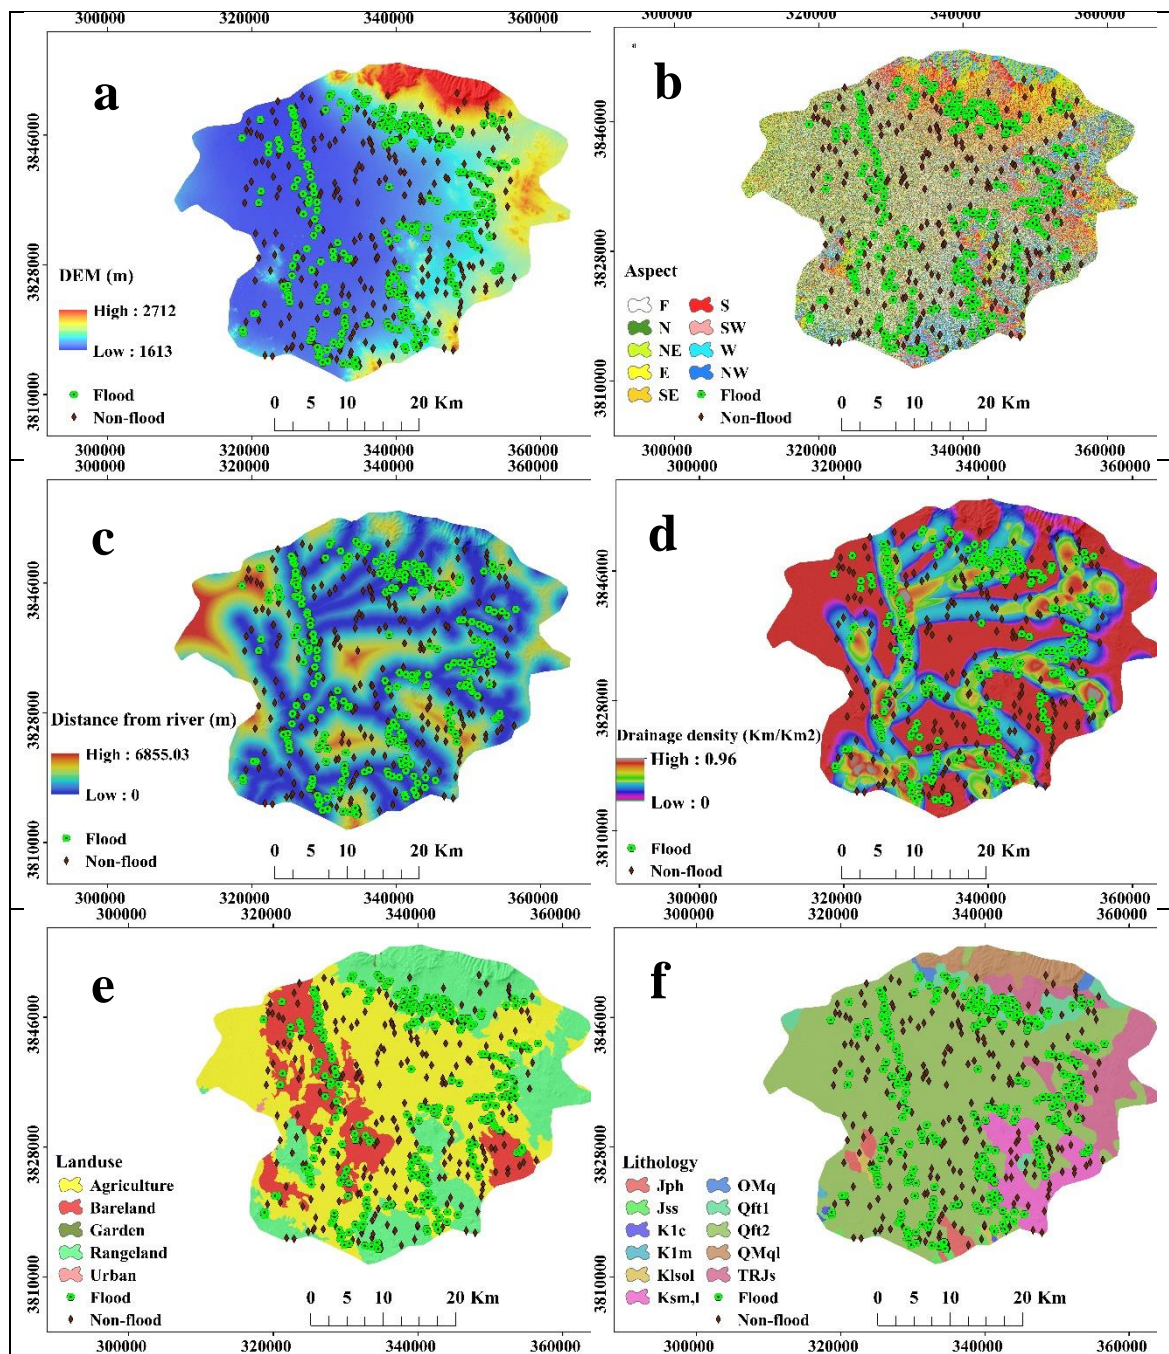 300000 320000 340000 360000
a
3846000
3828000
3810000
DEM (m)
High : 2712
Low : 1613
Flood
Non-flood
0 5 10 20 Km
300000 320000 340000 360000
b
3846000
3828000
3810000
Aspect
F S
N SW
NE W
E NW
SE Flood
Non-flood
0 5 10 20 Km
300000 320000 340000 360000
300000 320000 340000 360000
c
3846000
3828000
3810000
Distance from river (m)
High : 6855.03
Low : 0
Flood
Non-flood
0 5 10 20 Km
300000 320000 340000 360000
300000 320000 340000 360000
d
3846000
3828000
3810000
Drainage density (Km/Km2)
High : 0.96
Low : 0
Flood
Non-flood
0 5 10 20 Km
300000 320000 340000 360000
300000 320000 340000 360000
e
3846000
3828000
3810000
Landuse
Agriculture
Bareland
Garden
Rangeland
Urban
Flood
Non-flood
0 5 10 20 Km
300000 320000 340000 360000
300000 320000 340000 360000
f
3846000
3828000
3810000
Lithology
Jph OMq
Jss Qft1
K1c Qft2
K1m QMql
Klsol TRJs
Ksm,l Flood
Non-flood
0 5 10 20 Km
300000 320000 340000 360000